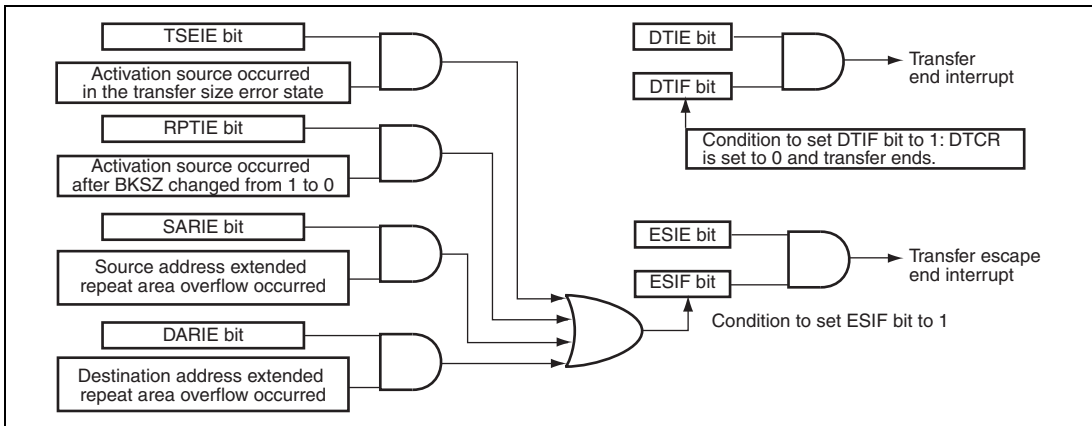 TSEIE bit
Activation source occurred
in the transfer size error state
RPTIE bit
Activation source occurred
after BKSZ changed from 1 to 0
SARIE bit
Source address extended
repeat area overflow occurred
DARIE bit
Destination address extended
repeat area overflow occurred
DTIE bit
DTIF bit
Transfer
end interrupt
Condition to set DTIF bit to 1: DTCR
is set to 0 and transfer ends.
ESIE bit
ESIF bit
Transfer escape
end interrupt
Condition to set ESIF bit to 1